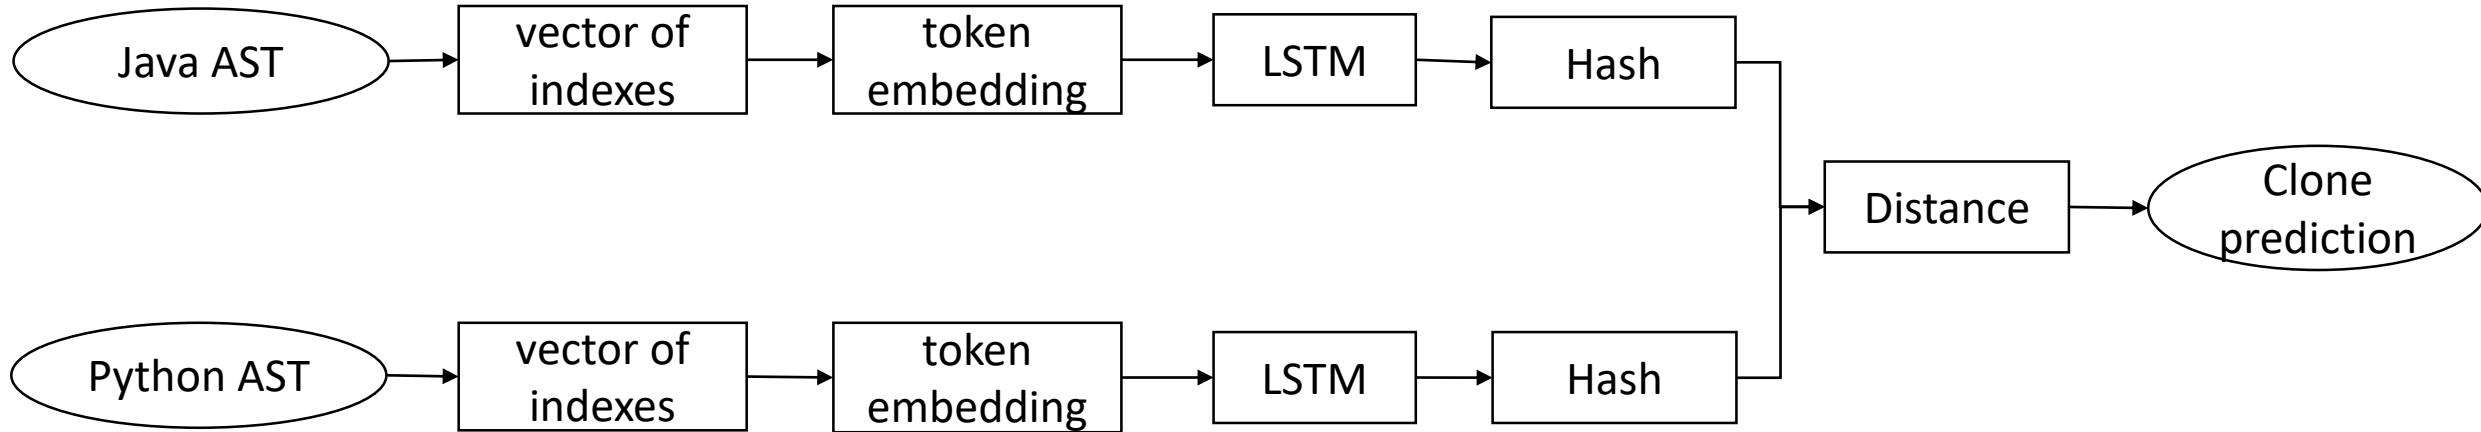 Java AST
vector of
indexes
token
embedding
LSTM
Hash
Distance
Clone
prediction
Python AST
vector of
indexes
token
embedding
LSTM
Hash